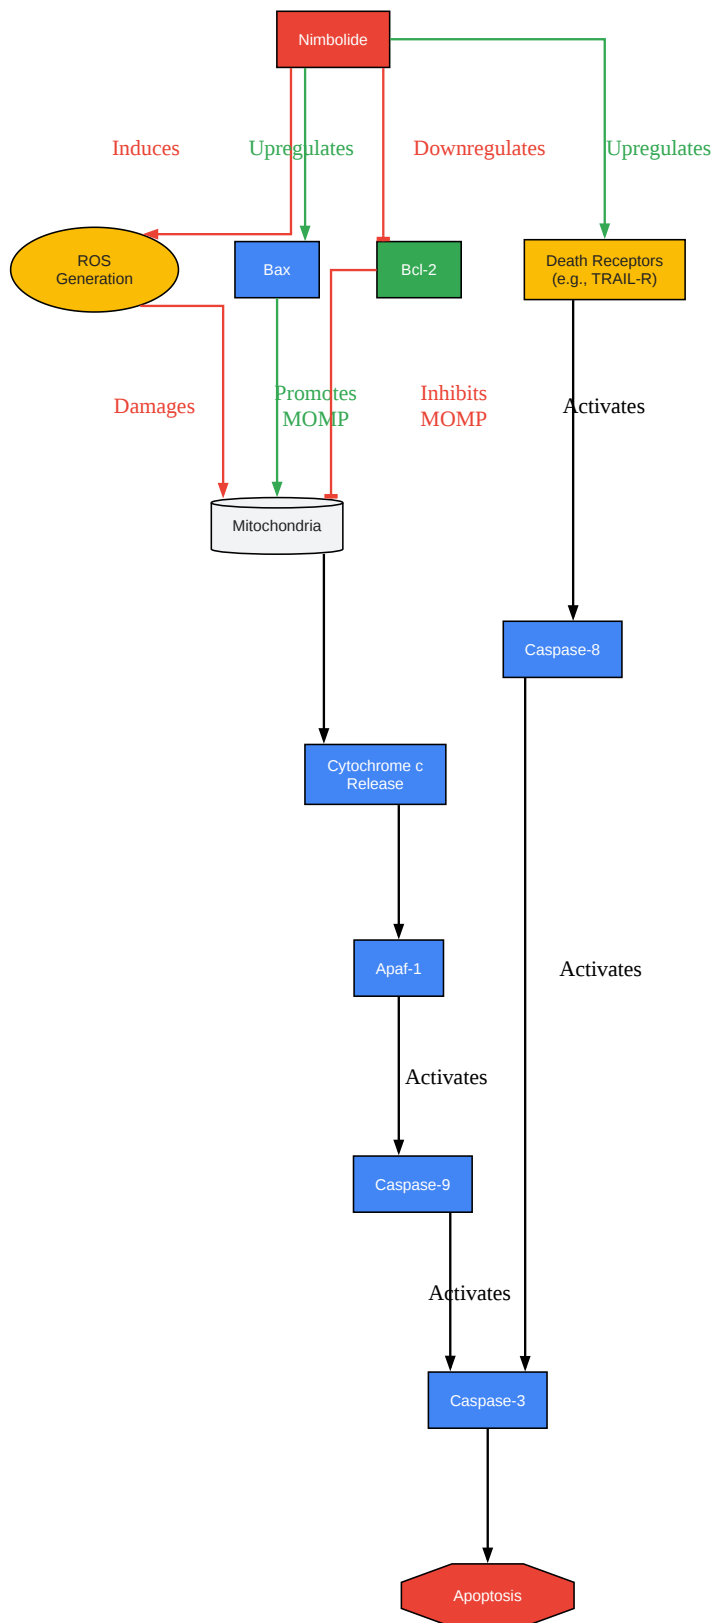 Nimbolide
Induces
Upregulates
Downregulates
Upregulates
ROS
Generation
Bax
Bcl-2
Death Receptors
(e.g., TRAIL-R)
Damages
Promotes
MOMP
Inhibits
MOMP
Activates
Mitochondria
Caspase-8
Cytochrome c
Release
Apaf-1
Activates
Activates
Caspase-9
Activates
Caspase-3
Apoptosis